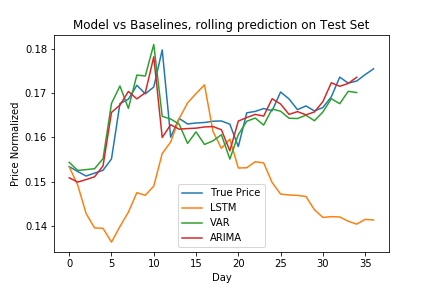 Model vs Baselines, rolling prediction on Test Set
Price Normalized
0.18
0.17
0.16
0.15
0.14
True Price
LSTM
VAR
ARIMA
0 5 10 15 20 25 30 35
Day